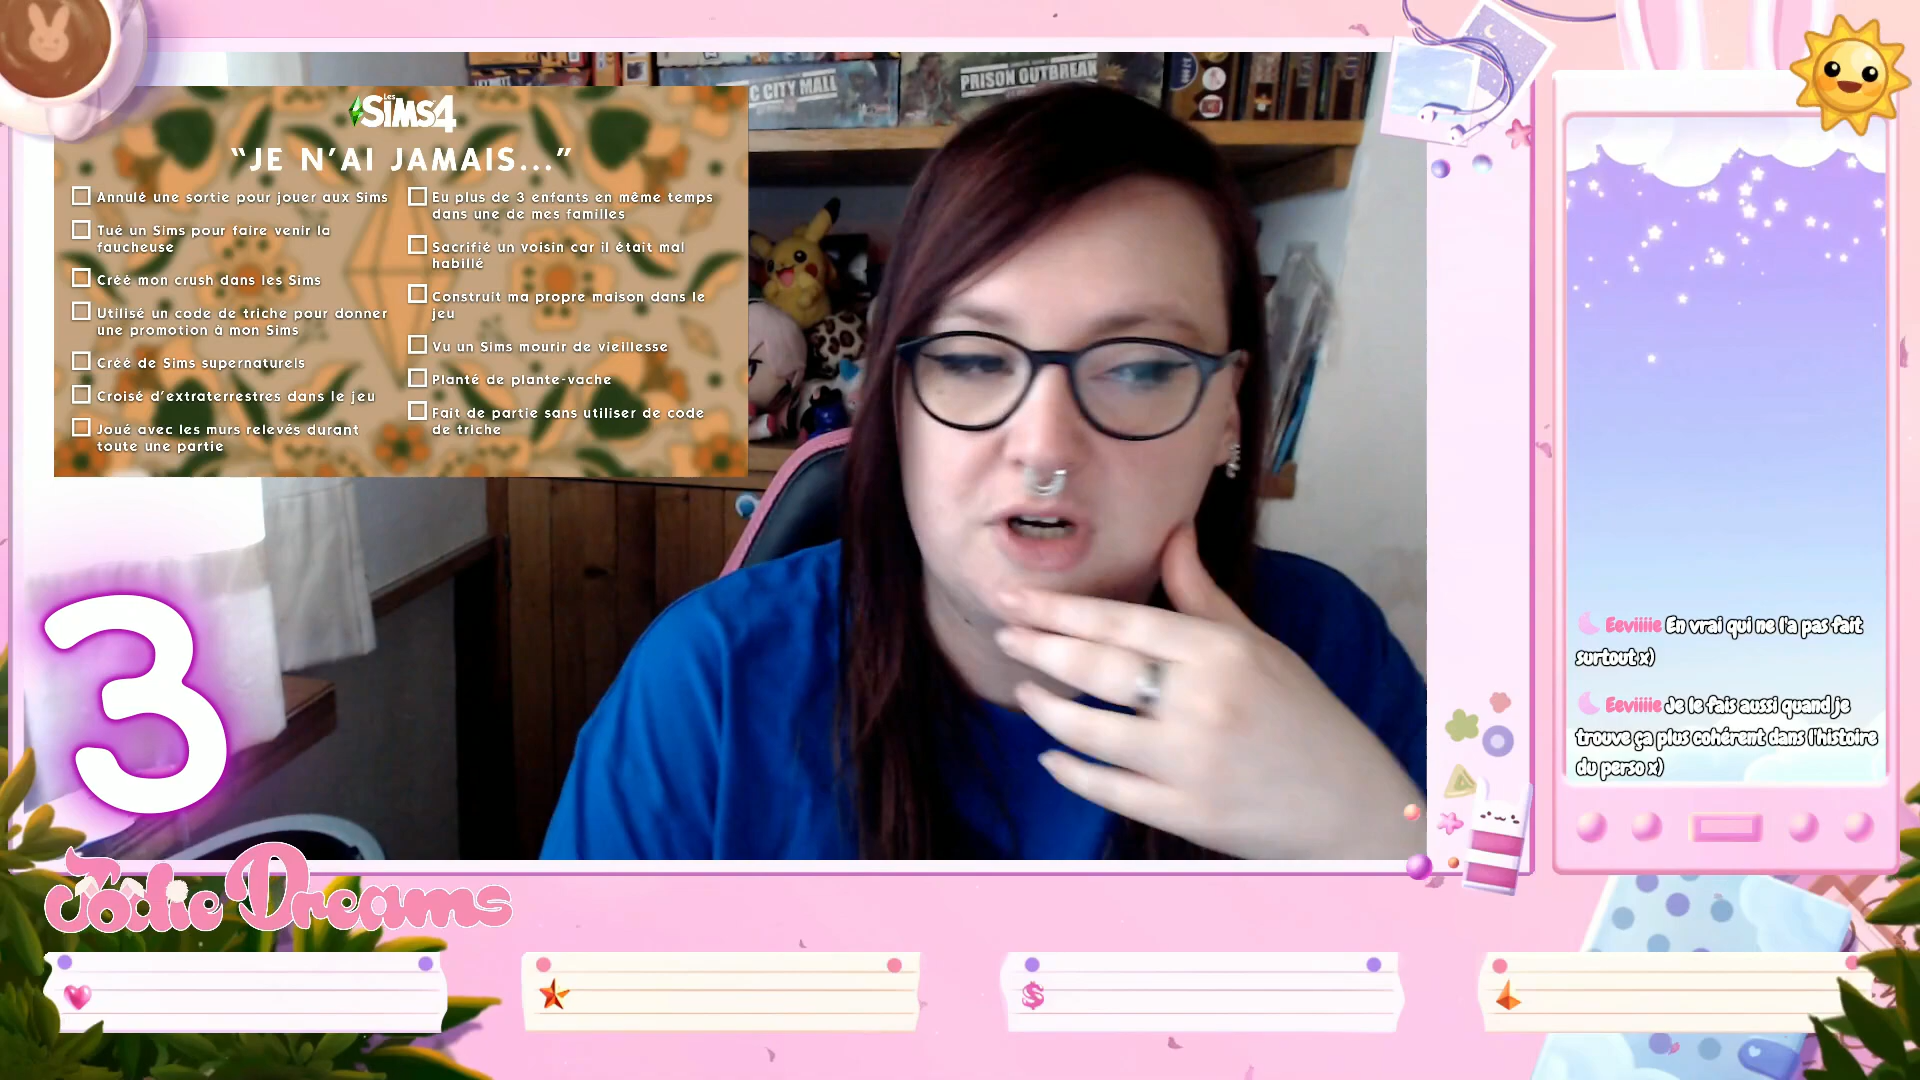 C CITY MALL
PRISON OUTBREAK
Les
SIMS4
“JE N’AI JAMAIS...”
Annulé une sortie pour jouer aux Sims
Tué un Sims pour faire venir la
faucheuse
Créé mon crush dans les Sims
Utilisé un code de triche pour donner
une promotion à mon Sims
Créé de Sims supernaturels
Croisé d’extraterrestres dans le jeu
Joué avec les murs relevés durant
toute une partie
Eu plus de 3 enfants en même temps
dans une de mes familles
Sacrifié un voisin car il était mal
habillé
Construit ma propre maison dans le
jeu
Vu un Sims mourir de vieillesse
Planté de plante-vache
Fait de partie sans utiliser de code
de triche
3
Eeviiiie En vrai qui ne l'a pas fait
surtout x)
Eeviiiie Je le fais aussi quand je
trouve ça plus cohérent dans l'histoire
du perso x)
Jodie Dreams
$